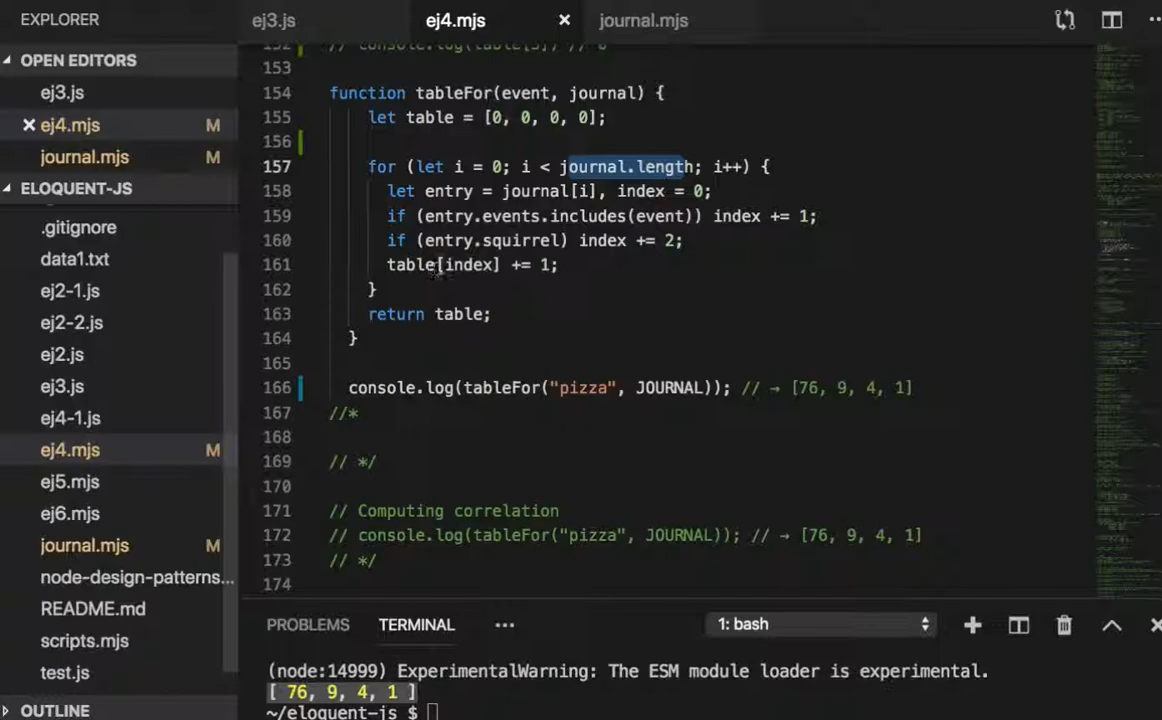 EXPLORER
ej3.js
ej4.mjs
journal.mjs
OPEN EDITORS
ej3.js
ej4.mjs M
journal.mjs M
ELOQUENT-JS
.gitignore
data1.txt
ej2-1.js
ej2-2.js
ej2.js
ej3.js
ej4-1.js
ej4.mjs M
ej5.mjs
ej6.mjs
journal.mjs M
node-design-patterns...
README.md
scripts.mjs
test.js
OUTLINE
152 // console.log(table[3]) // 0
153
154 function tableFor(event, journal) {
155 let table = [0, 0, 0, 0];
156
157 for (let i = 0; i < journal.length; i++) {
158 let entry = journal[i], index = 0;
159 if (entry.events.includes(event)) index += 1;
160 if (entry.squirrel) index += 2;
161 table[index] += 1;
162 }
163 return table;
164 }
165
166 console.log(tableFor("pizza", JOURNAL)); // → [76, 9, 4, 1]
167 //*
168
169 // */
170
171 // Computing correlation
172 // console.log(tableFor("pizza", JOURNAL)); // → [76, 9, 4, 1]
173 // */
174
PROBLEMS TERMINAL ... 1: bash
(node:14999) ExperimentalWarning: The ESM module loader is experimental.
[ 76, 9, 4, 1 ]
~/eloquent-js $